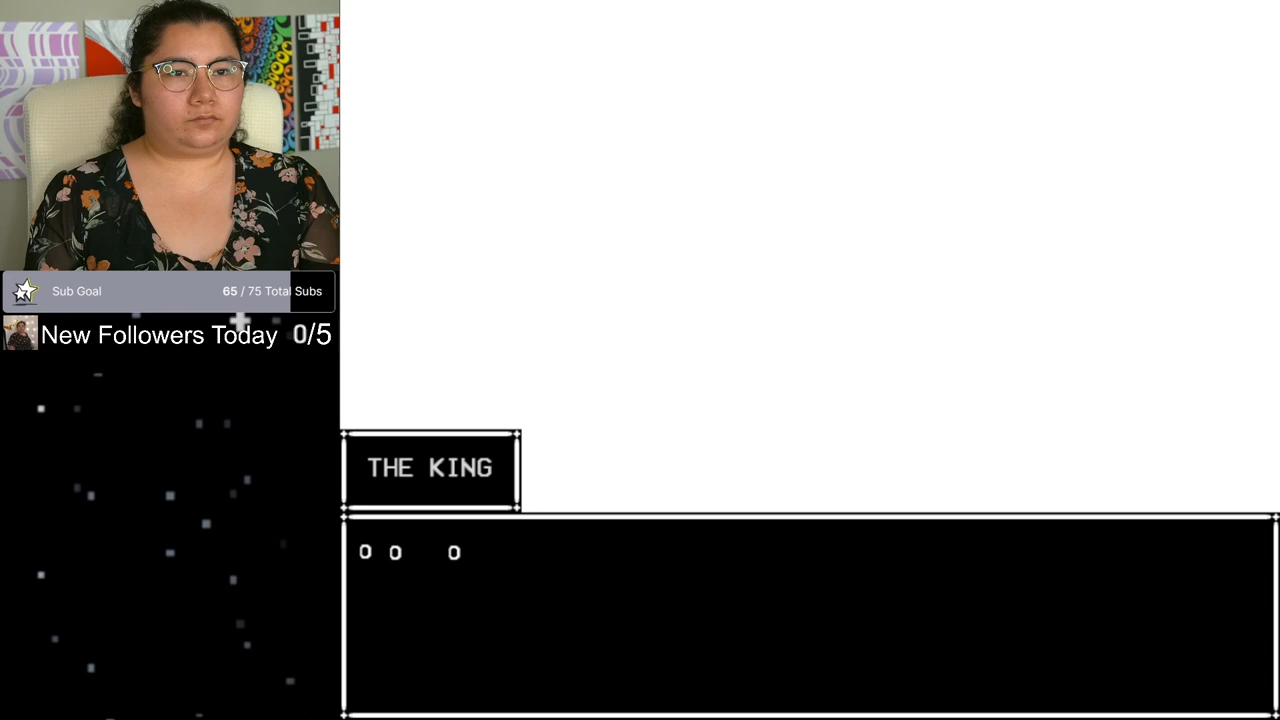 Sub Goal 65 / 75 Total Subs
New Followers Today 0/5
THE KING
o o o